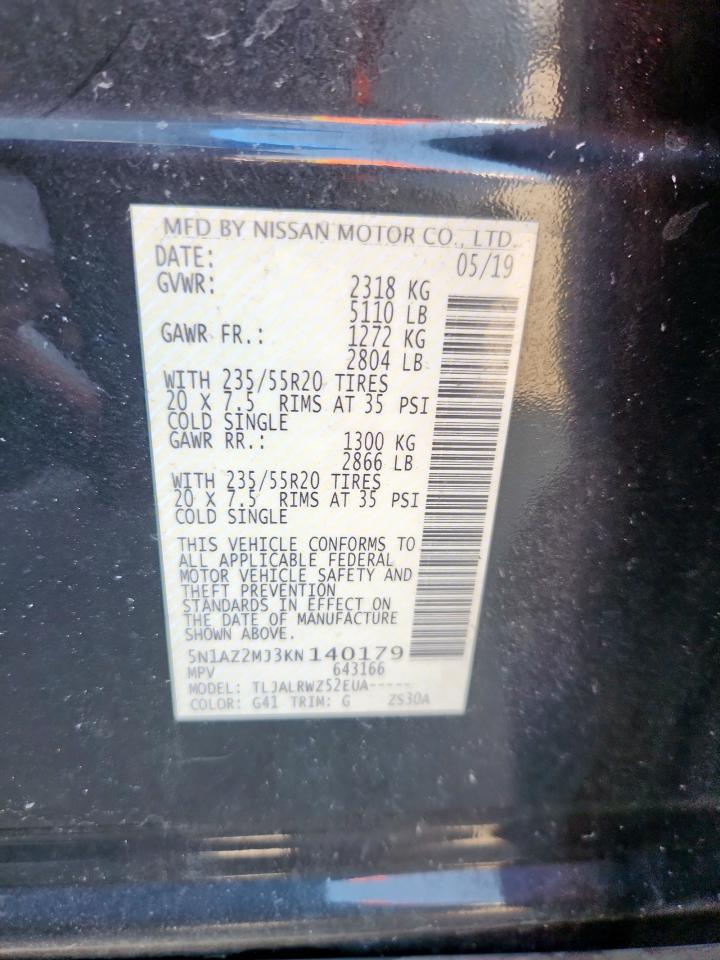 MFD BY NISSAN MOTOR CO., LTD.
DATE: 05/19
GVWR: 2318 KG
5110 LB
GAWR FR.: 1272 KG
2804 LB
WITH 235/55R20 TIRES
20 X 7.5 RIMS AT 35 PSI
COLD SINGLE
GAWR RR.: 1300 KG
2866 LB
WITH 235/55R20 TIRES
20 X 7.5 RIMS AT 35 PSI
COLD SINGLE
THIS VEHICLE CONFORMS TO
ALL APPLICABLE FEDERAL
MOTOR VEHICLE SAFETY AND
THEFT PREVENTION
STANDARDS IN EFFECT ON
THE DATE OF MANUFACTURE
SHOWN ABOVE.
5N1AZ2MJ3KN140179
MPV 643166
MODEL: TLJALRWZ52EUA-----
COLOR: G41 TRIM: G ZS30A